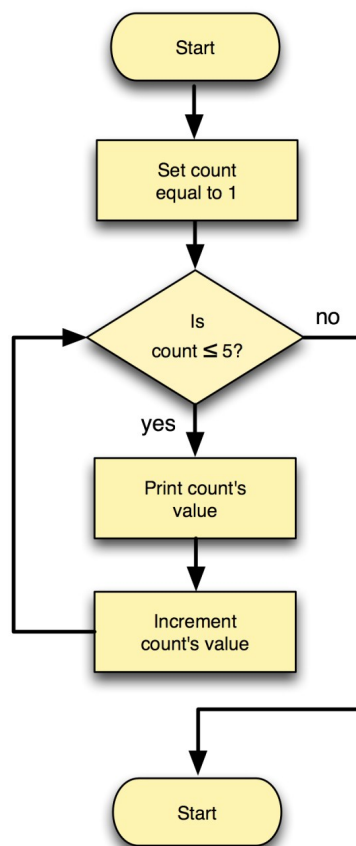 Start
Set count
equal to 1
Is
count ≤ 5?
no
yes
Print count's
value
Increment
count's value
Start